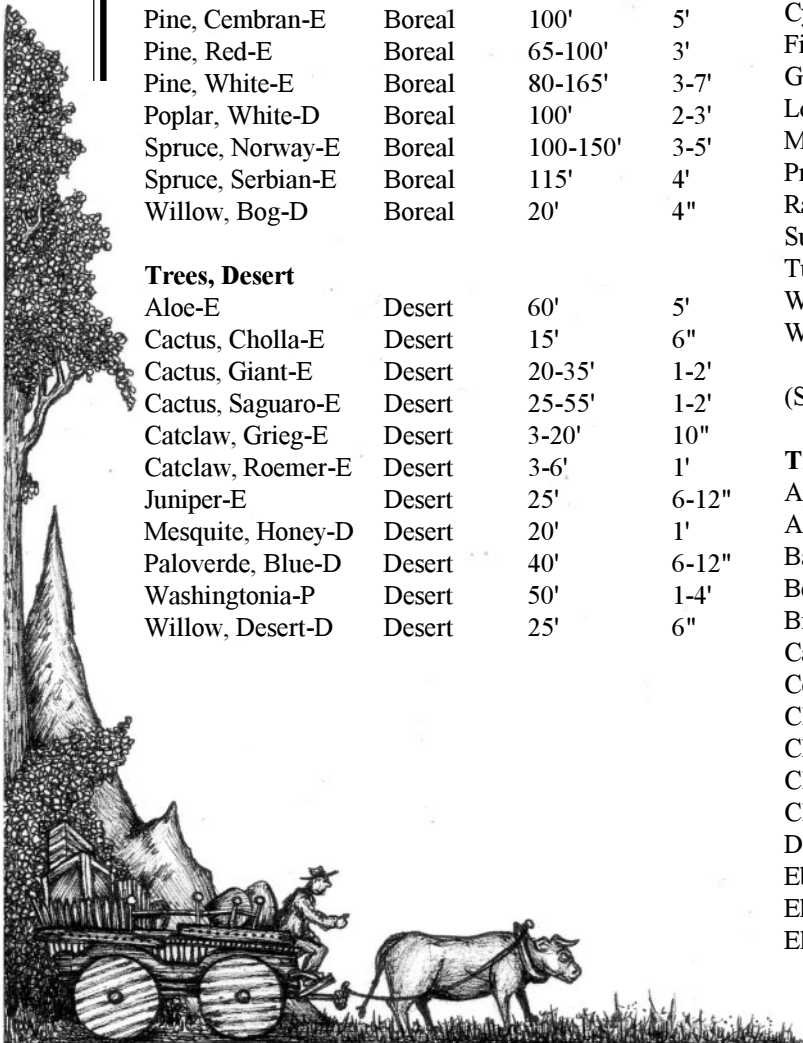 Pine, Cembran-E Boreal 100' 5'
Pine, Red-E Boreal 65-100' 3'
Pine, White-E Boreal 80-165' 3-7'
Poplar, White-D Boreal 100' 2-3'
Spruce, Norway-E Boreal 100-150' 3-5'
Spruce, Serbian-E Boreal 115' 4'
Willow, Bog-D Boreal 20' 4"
Trees, Desert
Aloe-E Desert 60' 5'
Cactus, Cholla-E Desert 15' 6"
Cactus, Giant-E Desert 20-35' 1-2'
Cactus, Saguaro-E Desert 25-55' 1-2'
Catclaw, Grieg-E Desert 3-20' 10"
Catclaw, Roemer-E Desert 3-6' 1'
Juniper-E Desert 25' 6-12"
Mesquite, Honey-D Desert 20' 1'
Paloverde, Blue-D Desert 40' 6-12"
Washingtonia-P Desert 50' 1-4'
Willow, Desert-D Desert 25' 6"